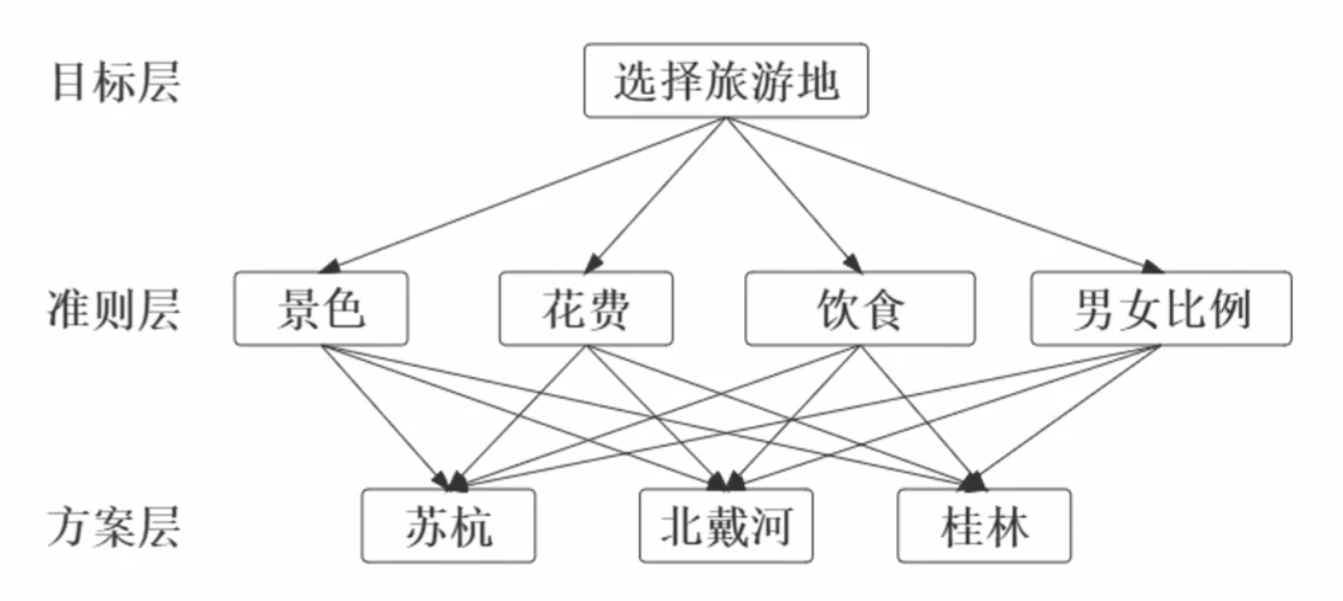 目标层 选择旅游地
准则层 景色 花费 饮食 男女比例
方案层 苏杭 北戴河 桂林